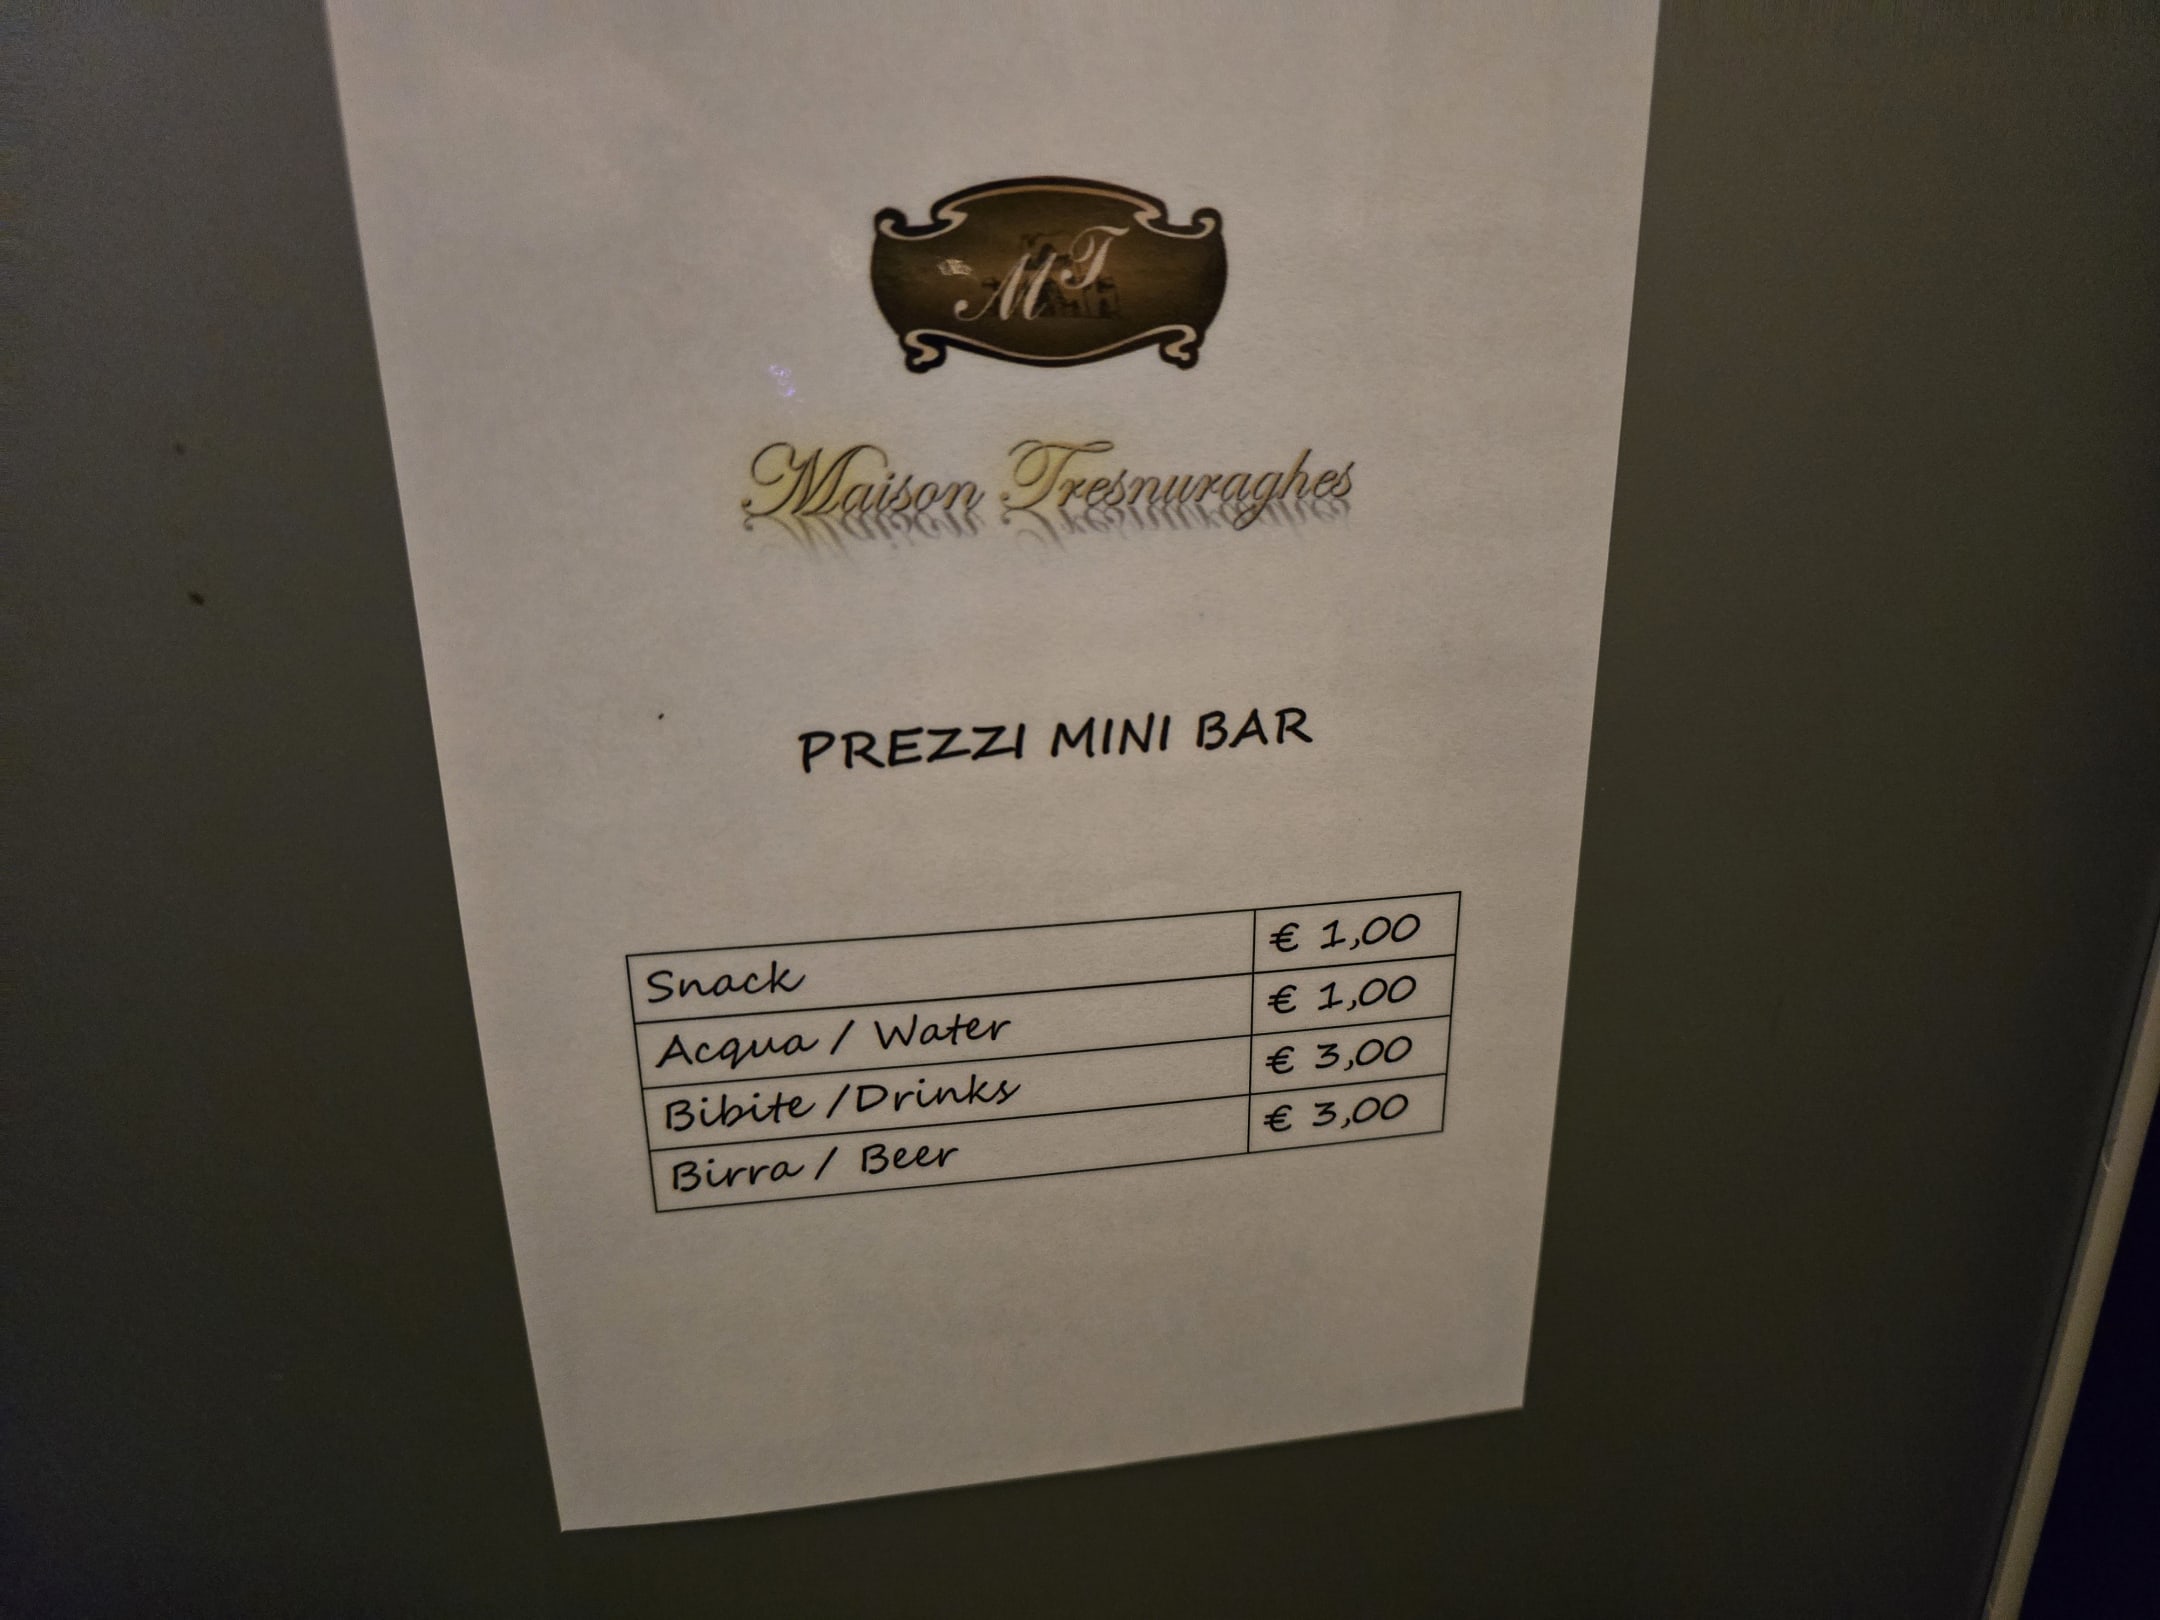 MT
Maison Tresnuraghes
PREZZI MINI BAR
Snack € 1,00
Acqua / Water € 1,00
Bibite /Drinks € 3,00
Birra / Beer € 3,00